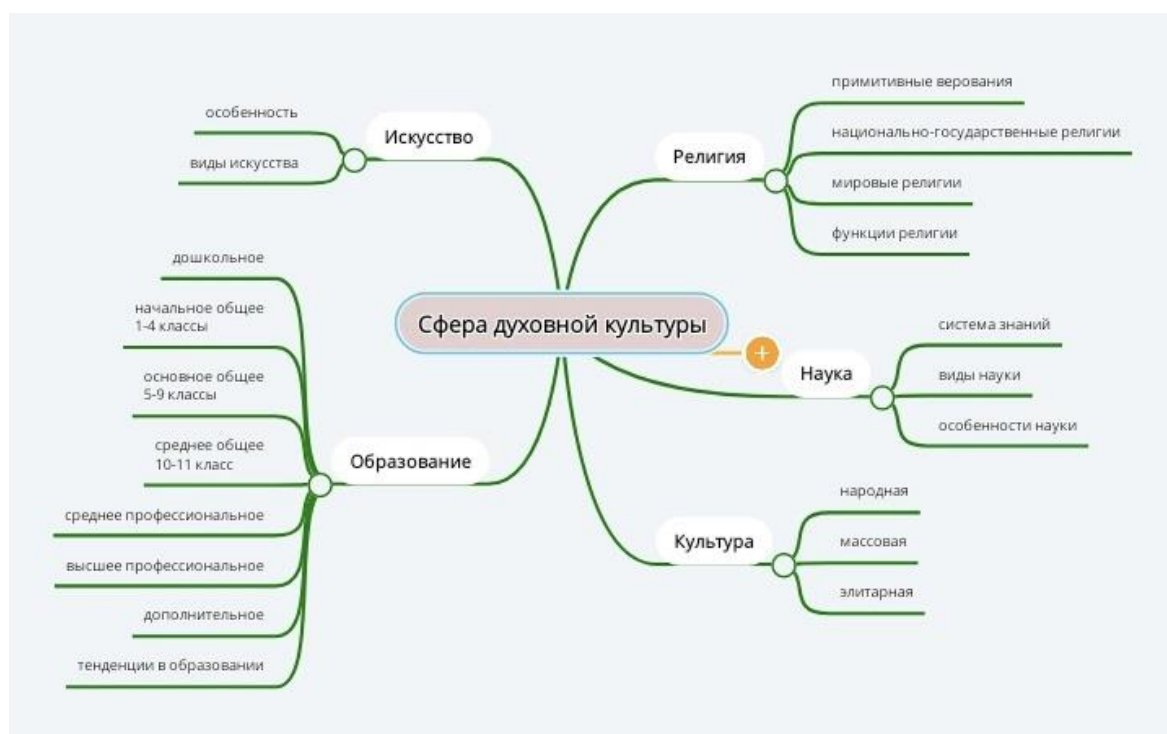 Сфера духовной культуры
Искусство
особенность
виды искусства
Религия
примитивные верования
национально-государственные религии
мировые религии
функции религии
Наука
система знаний
виды науки
особенности науки
Образование
дошкольное
начальное общее
1-4 классы
основное общее
5-9 классы
среднее общее
10-11 класс
среднее профессиональное
высшее профессиональное
дополнительное
тенденции в образовании
Культура
народная
массовая
элитарная